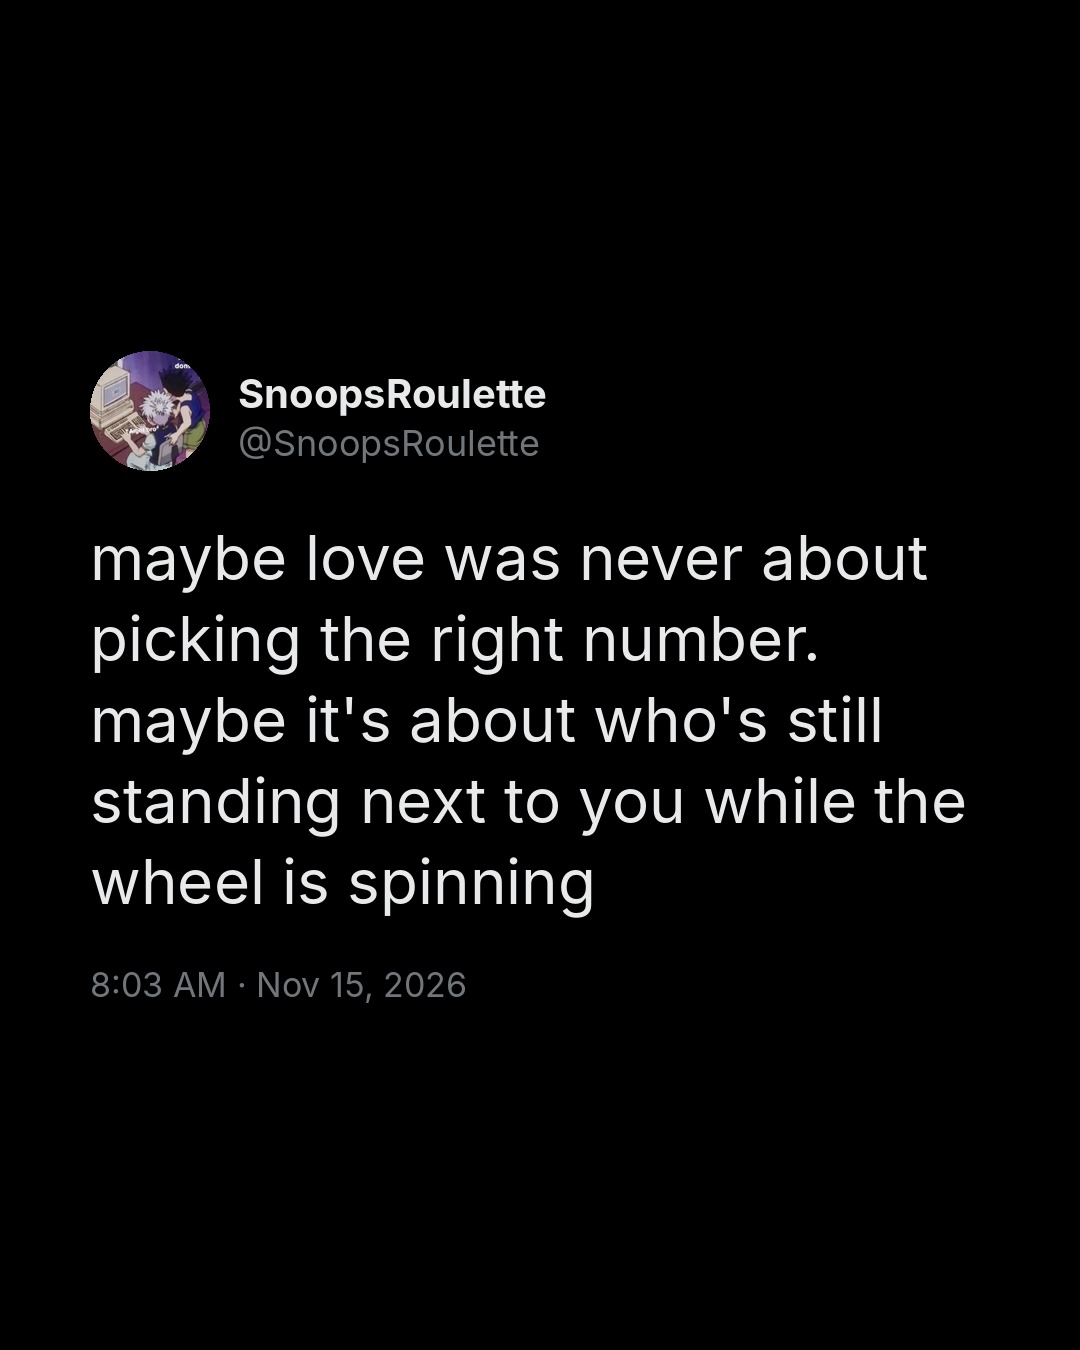 SnoopsRoulette
@SnoopsRoulette
maybe love was never about
picking the right number.
maybe it's about who's still
standing next to you while the
wheel is spinning
8:03 AM · Nov 15, 2026